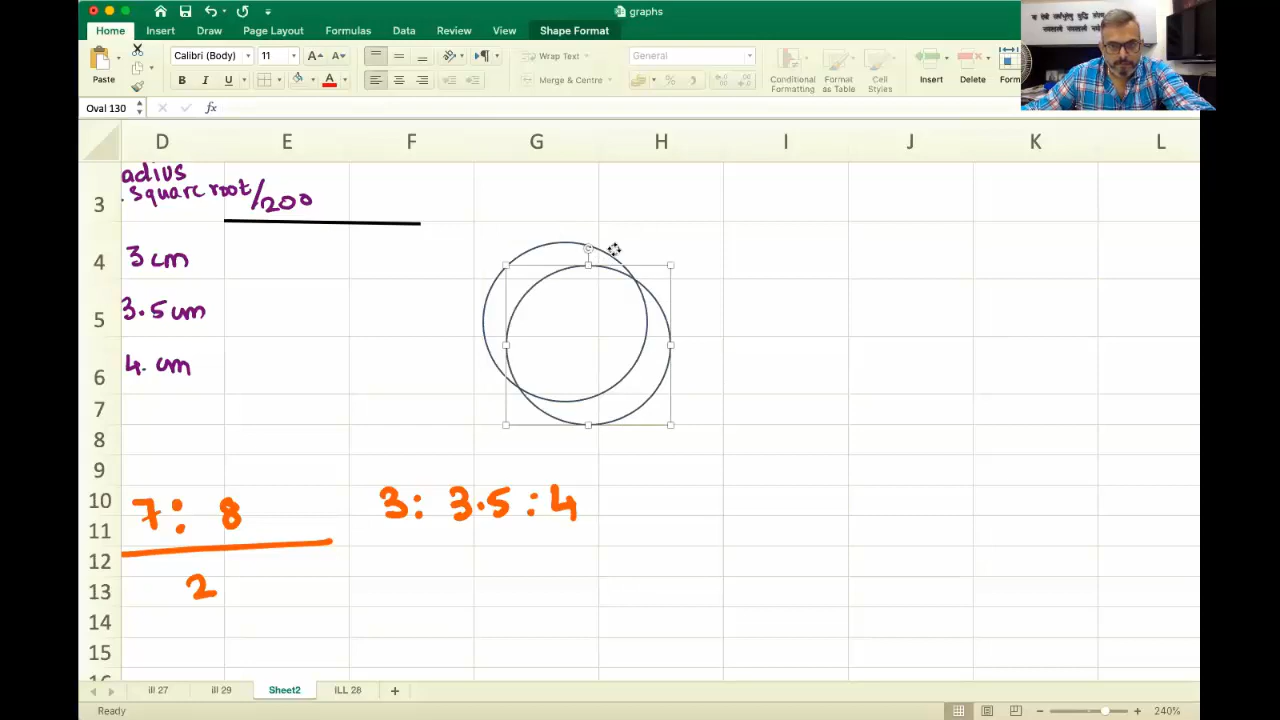 graphs
Home Insert Draw Page Layout Formulas Data Review View Shape Format
Paste Calibri (Body) 11 A A Wrap Text General Conditional Formatting Format as Table Cell Styles Insert Delete Form
B I U A Merge & Centre %
Oval 130 fx
D E F G H I J K L
adius
3 square root/200
4 3 cm
5 3.5 cm
6 4. cm
7
8
9
10 7: 8 3: 3.5 : 4
11
12
13 2
14
15
16
ill 27 ill 29 Sheet2 ILL 28 +
Ready 240%